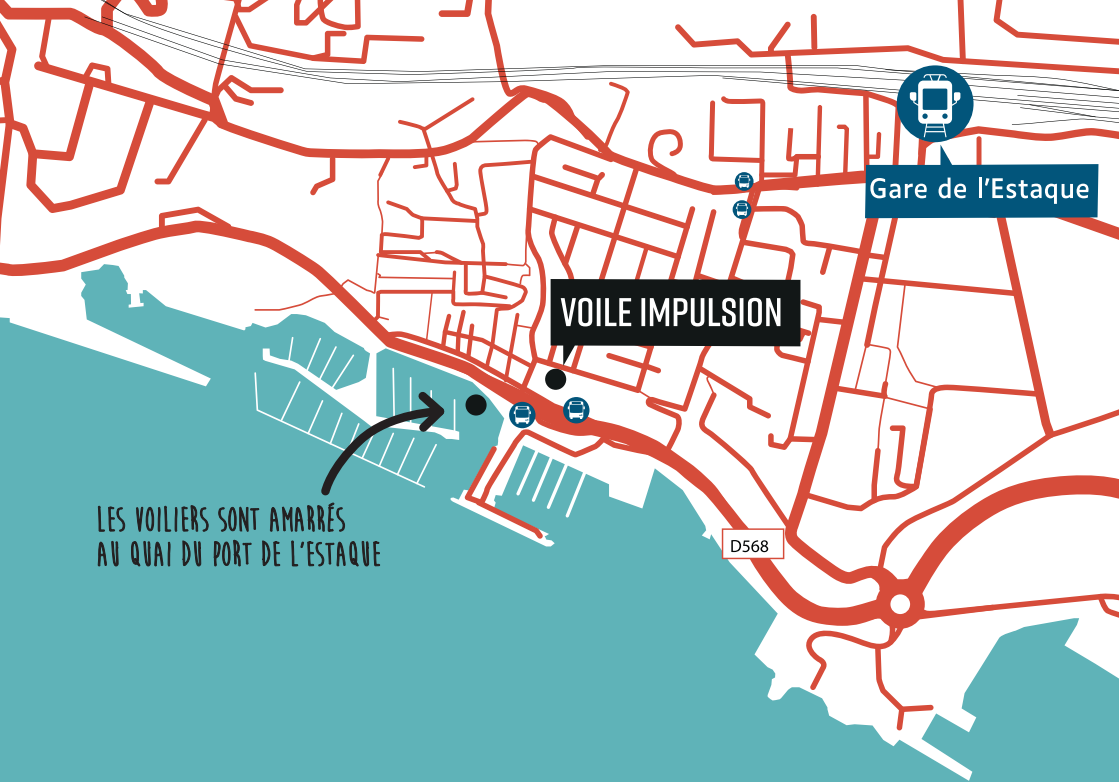 Gare de l'Estaque
VOILE IMPULSION
LES VOILIERS SONT AMARRÉS
AU QUAI DU PORT DE L'ESTAQUE
D568